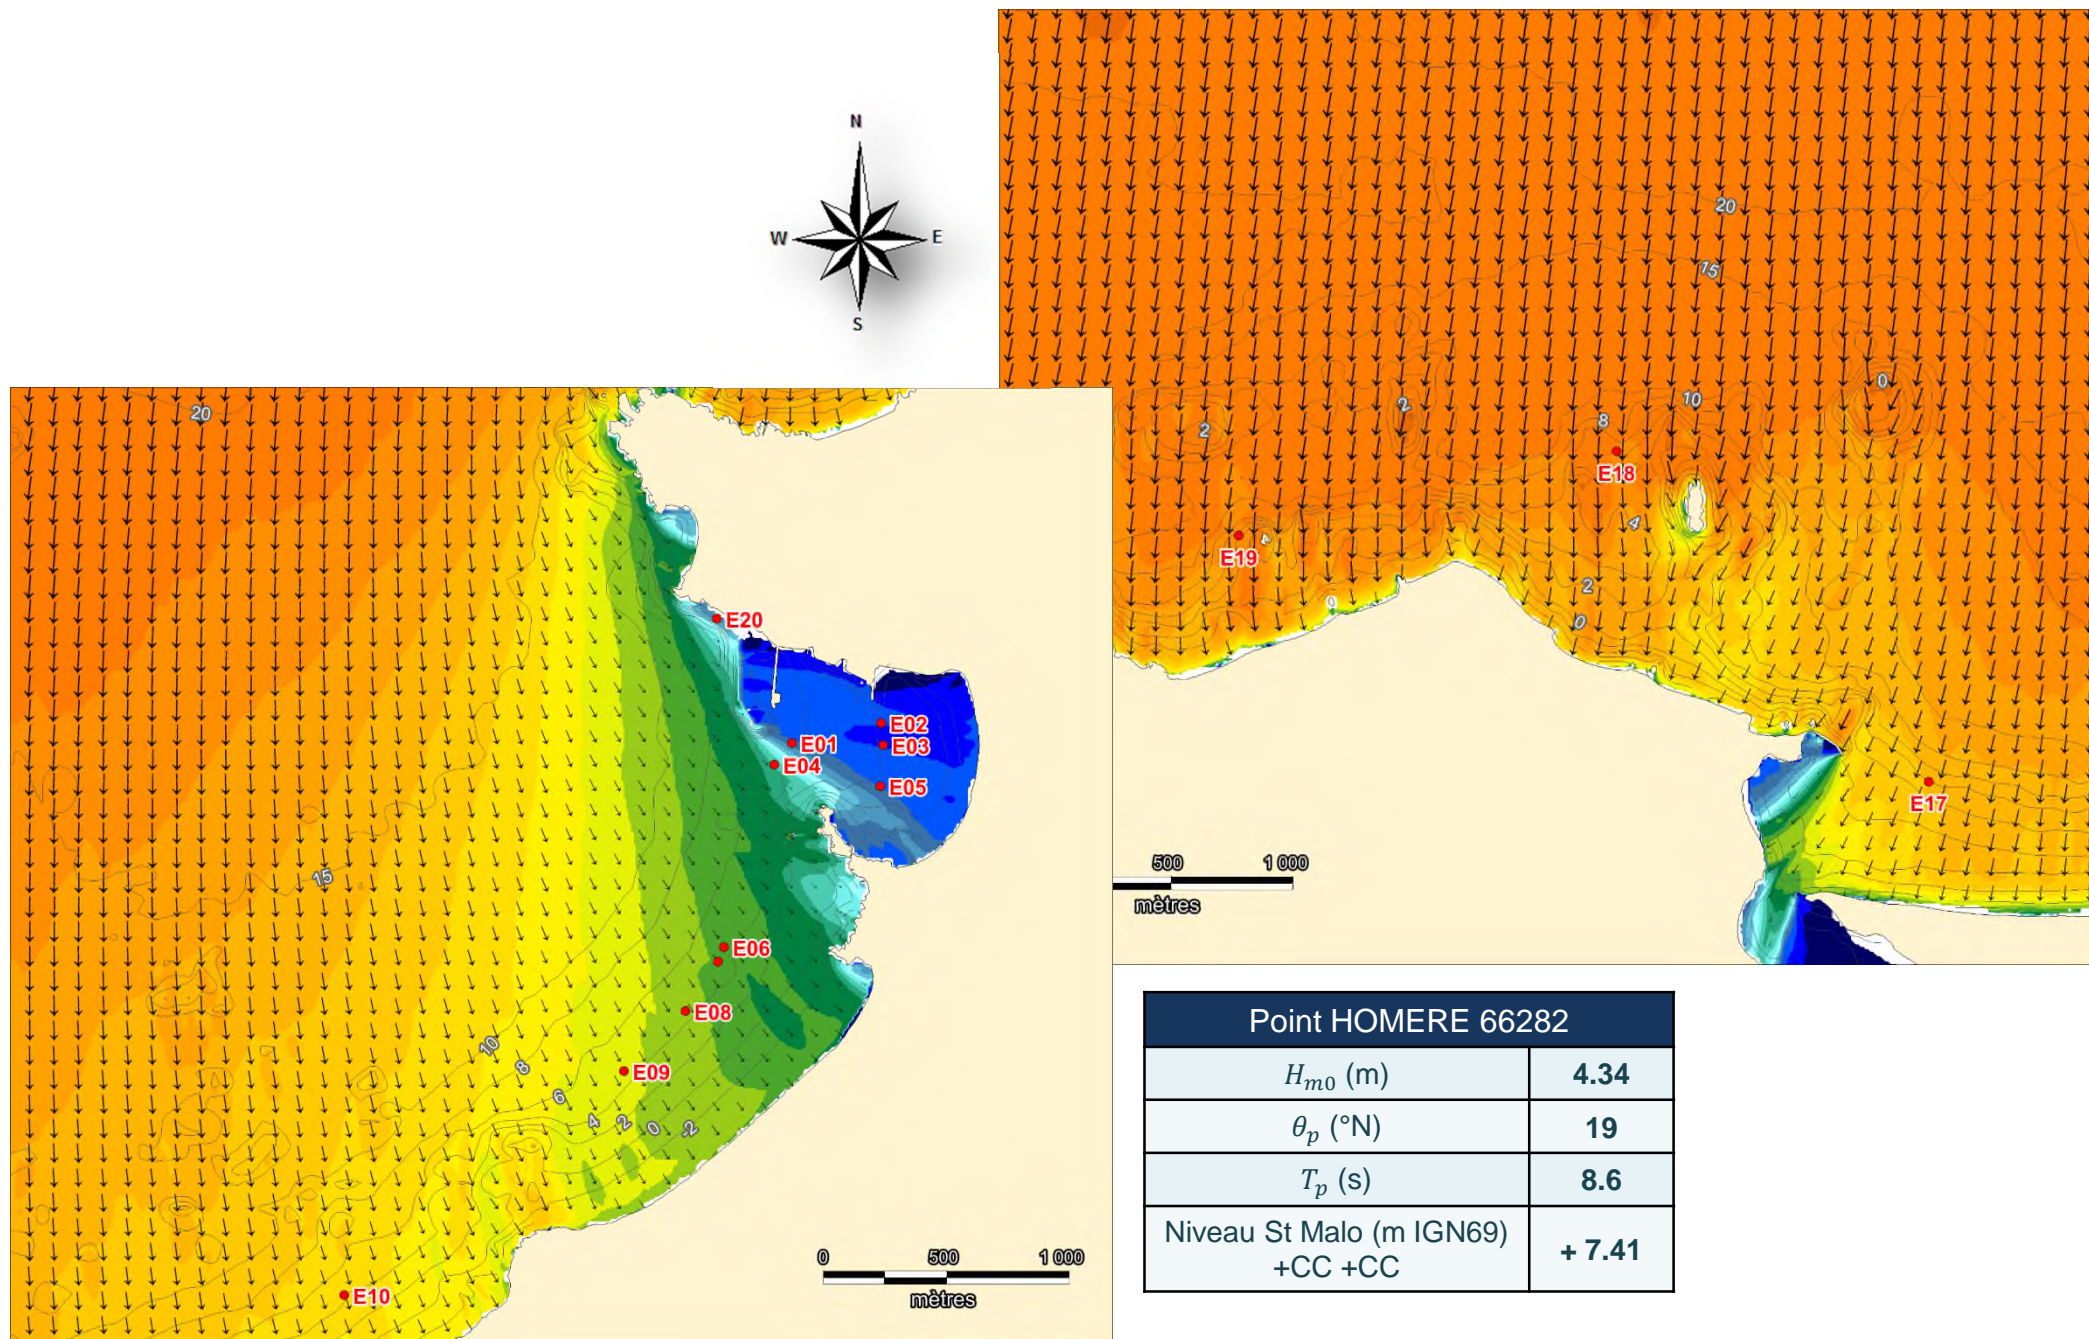 N
W
E
S
20
15
0
2
2
10
8
E18
4
E19
4
2
0
0
E17
500
1 000
mètres
20
E20
E02
E01
E03
E04
E05
15
E06
E08
10
8
E09
6
4
2
0
-2
E10
0
500
1 000
mètres
Point HOMERE 66282
Hm0 (m)
4.34
θp (°N)
19
Tp (s)
8.6
Niveau St Malo (m IGN69)
+CC +CC
+ 7.41